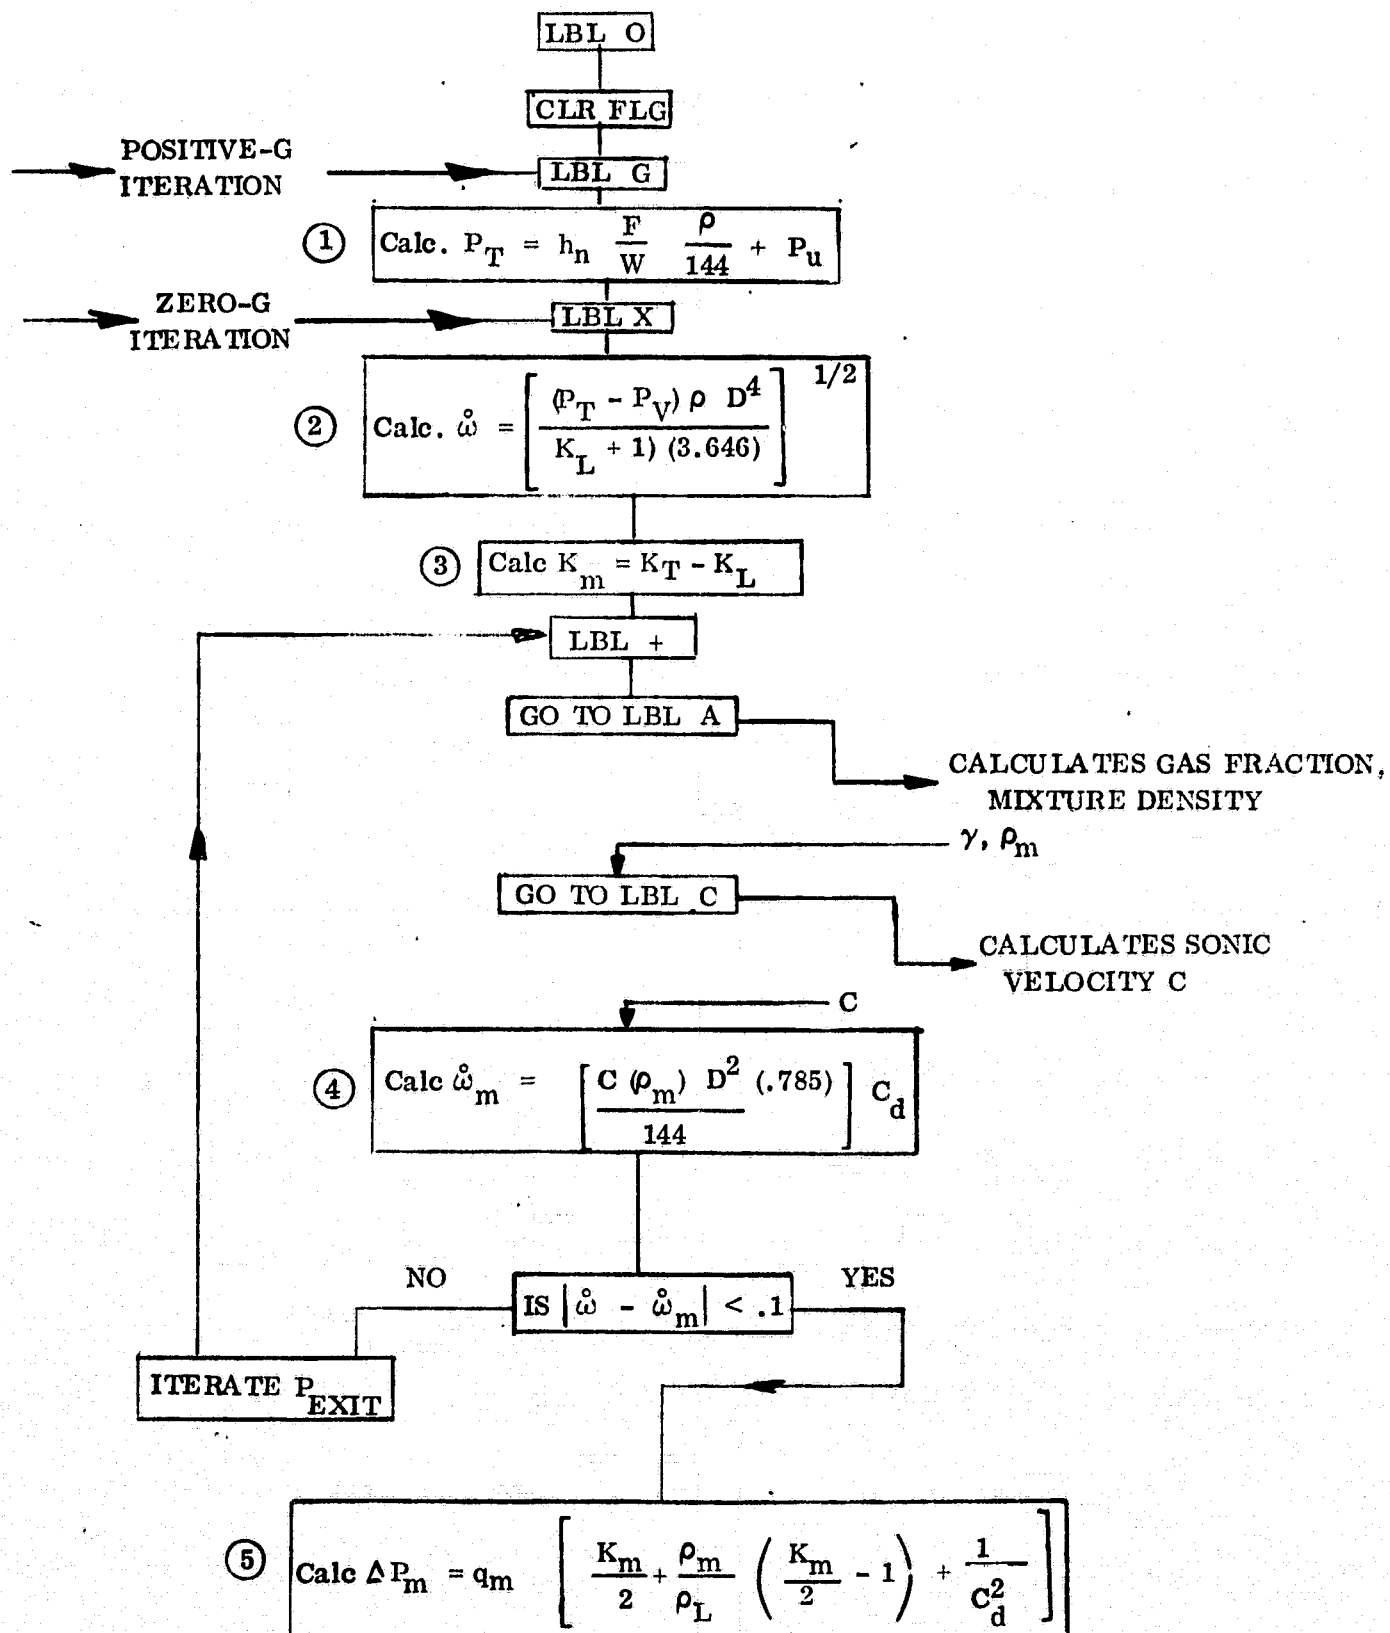 LBL O
CLR FLG
POSITIVE-G
ITERATION
LBL G
① Calc. P_T = h_n F/W ρ/144 + P_u
ZERO-G
ITERATION
LBL X
② Calc. ω̊ = [ (P_T - P_V) ρ D^4 / K_L + 1) (3.646) ]^1/2
③ Calc K_m = K_T - K_L
LBL +
GO TO LBL A
CALCULATES GAS FRACTION,
MIXTURE DENSITY
γ, ρ_m
GO TO LBL C
CALCULATES SONIC
VELOCITY C
C
④ Calc ω̊_m = [ C (ρ_m) D^2 (.785) / 144 ] C_d
NO
IS |ω̊ - ω̊_m| < .1
YES
ITERATE P_EXIT
⑤ Calc ΔP_m = q_m [ K_m/2 + ρ_m/ρ_L ( K_m/2 - 1 ) + 1/C_d^2 ]